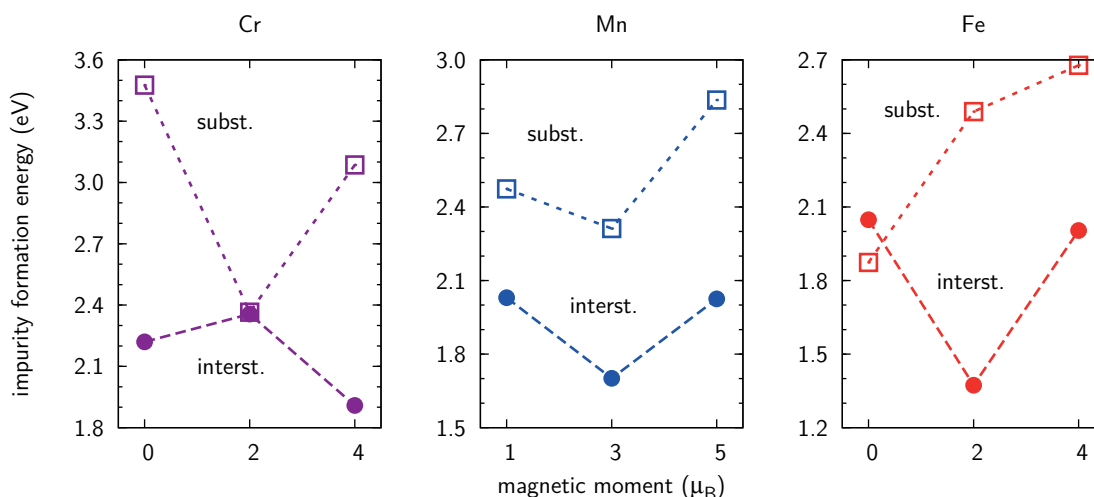 Cr
Mn
Fe
impurity formation energy (eV)
3.6
3.3
3.0
2.7
2.4
2.1
1.8
subst.
interst.
0 2 4
3.0
2.7
2.4
2.1
1.8
1.5
subst.
interst.
1 3 5
2.7
2.4
2.1
1.8
1.5
1.2
subst.
interst.
0 2 4
magnetic moment (μB)